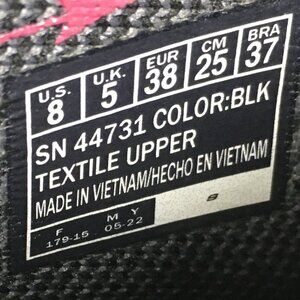 U.S. U.K. EUR CM BRA
8 5 38 25 37
SN 44731 COLOR:BLK
TEXTILE UPPER
MADE IN VIETNAM/HECHO EN VIETNAM
F M Y
179-15 05-22